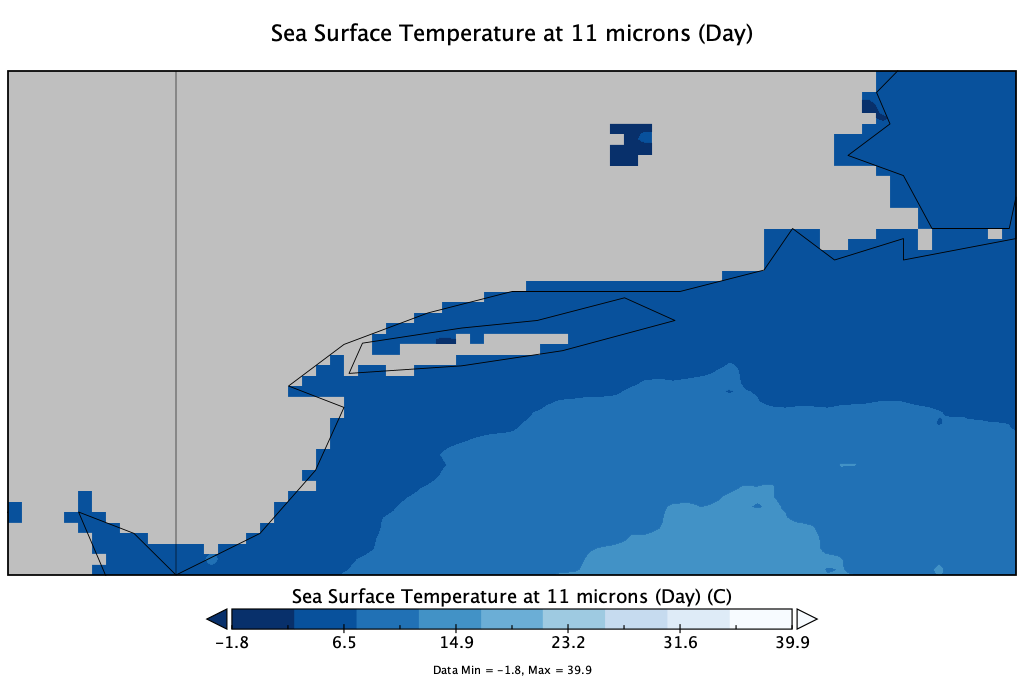 Sea Surface Temperature at 11 microns (Day)
Sea Surface Temperature at 11 microns (Day) (C)
−1.8 6.5 14.9 23.2 31.6 39.9
Data Min = −1.8, Max = 39.9